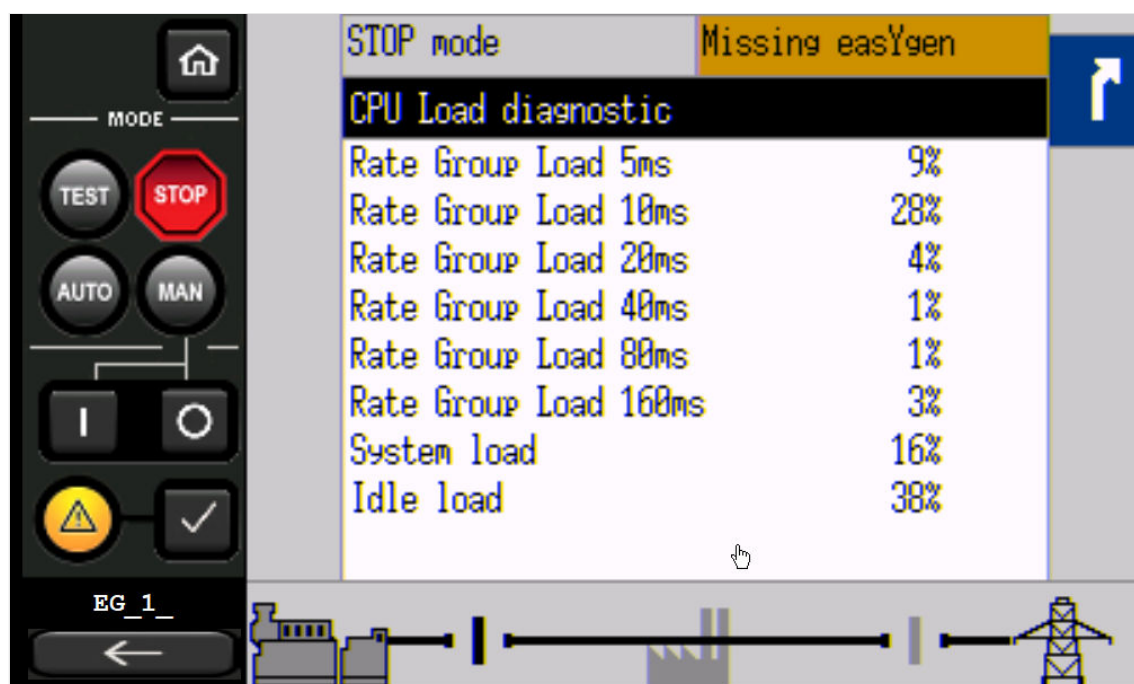 STOP mode Missing easYgen
CPU Load diagnostic
MODE
Rate Group Load 5ms 9%
TEST STOP
Rate Group Load 10ms 28%
Rate Group Load 20ms 4%
AUTO MAN
Rate Group Load 40ms 1%
Rate Group Load 80ms 1%
Rate Group Load 160ms 3%
System load 16%
Idle load 38%
EG_1_